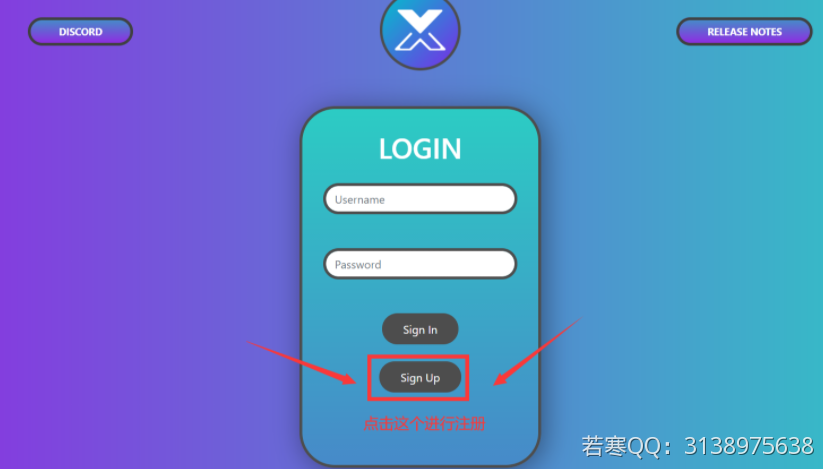 DISCORD
RELEASE NOTES
LOGIN
Username
Password
Sign In
Sign Up
点击这个进行注册
若寒QQ：3138975638